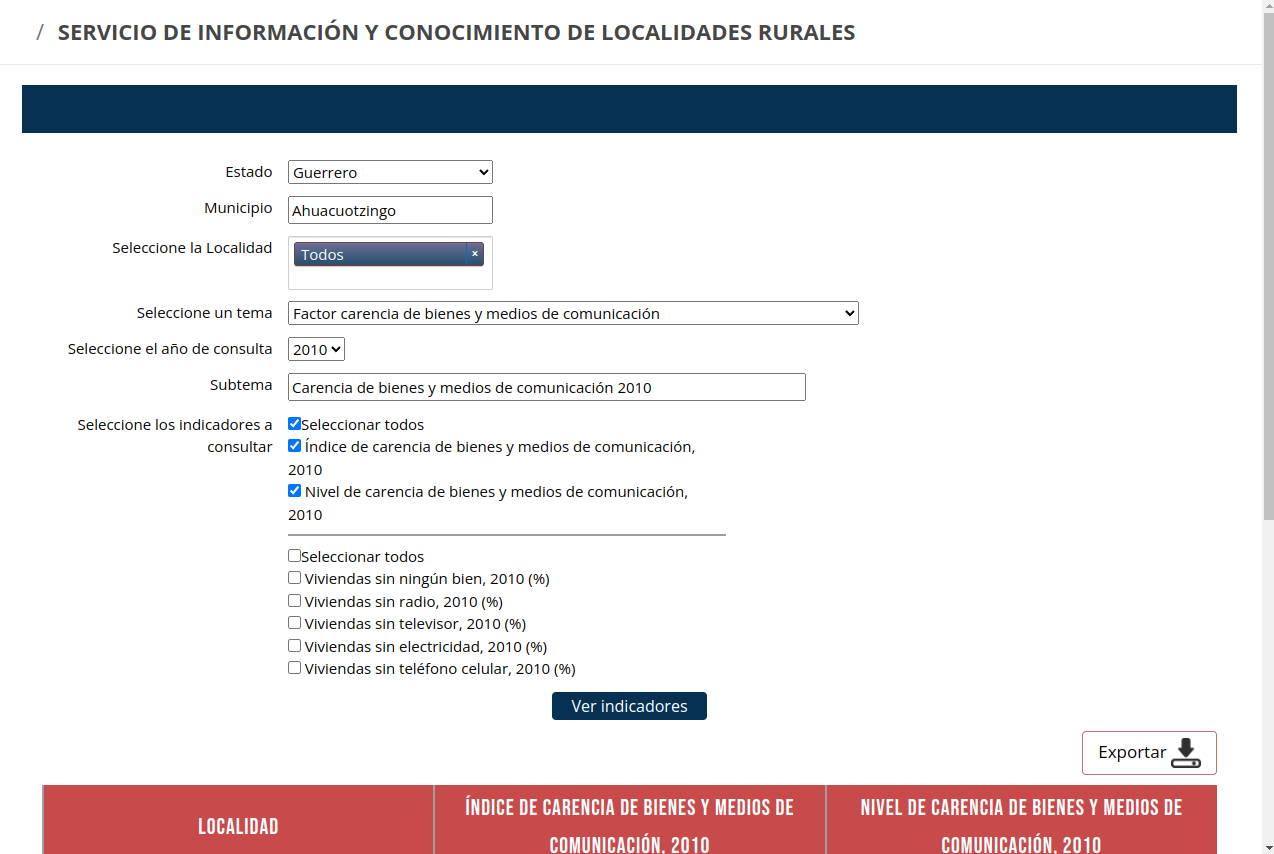 / SERVICIO DE INFORMACIÓN Y CONOCIMIENTO DE LOCALIDADES RURALES
Estado Guerrero
Municipio Ahuacuotzingo
Seleccione la Localidad Todos ×
Seleccione un tema Factor carencia de bienes y medios de comunicación
Seleccione el año de consulta 2010
Subtema Carencia de bienes y medios de comunicación 2010
Seleccione los indicadores a consultar
Seleccionar todos
Índice de carencia de bienes y medios de comunicación,
2010
Nivel de carencia de bienes y medios de comunicación,
2010
Seleccionar todos
Viviendas sin ningún bien, 2010 (%)
Viviendas sin radio, 2010 (%)
Viviendas sin televisor, 2010 (%)
Viviendas sin electricidad, 2010 (%)
Viviendas sin teléfono celular, 2010 (%)
Ver indicadores
Exportar
LOCALIDAD
ÍNDICE DE CARENCIA DE BIENES Y MEDIOS DE
COMUNICACIÓN, 2010
NIVEL DE CARENCIA DE BIENES Y MEDIOS DE
COMUNICACIÓN, 2010